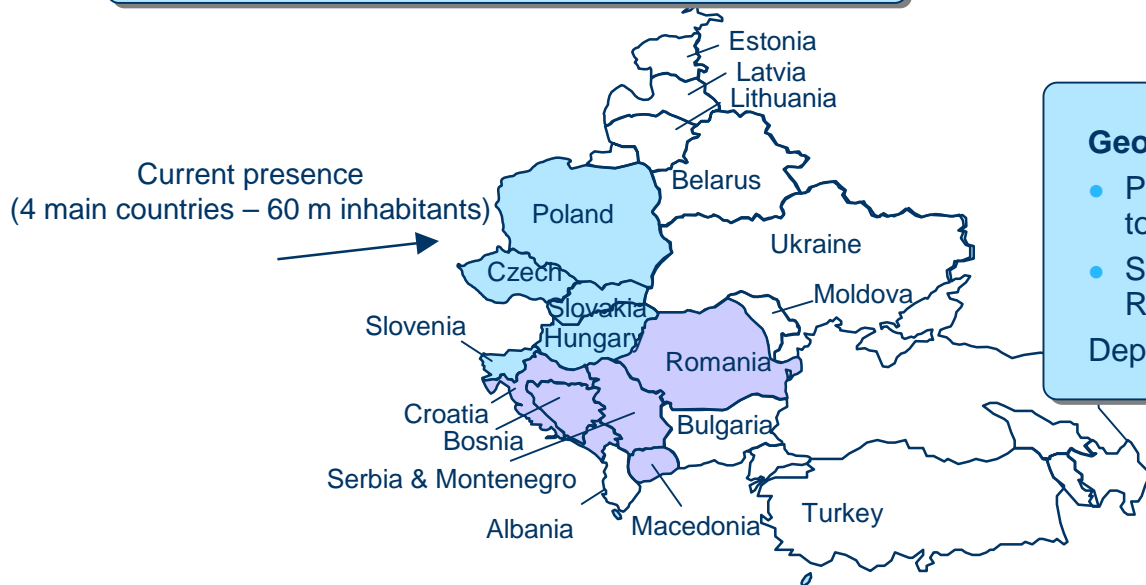 Estonia
Latvia
Lithuania
Current presence
(4 main countries – 60 m inhabitants)
Belarus
Poland
Ukraine
Czech
Moldova
Slovakia
Slovenia
Hungary
Romania
Croatia
Bosnia
Bulgaria
Serbia & Montenegro
Albania
Macedonia
Turkey
Geo
• P
to
• S
R
Dep